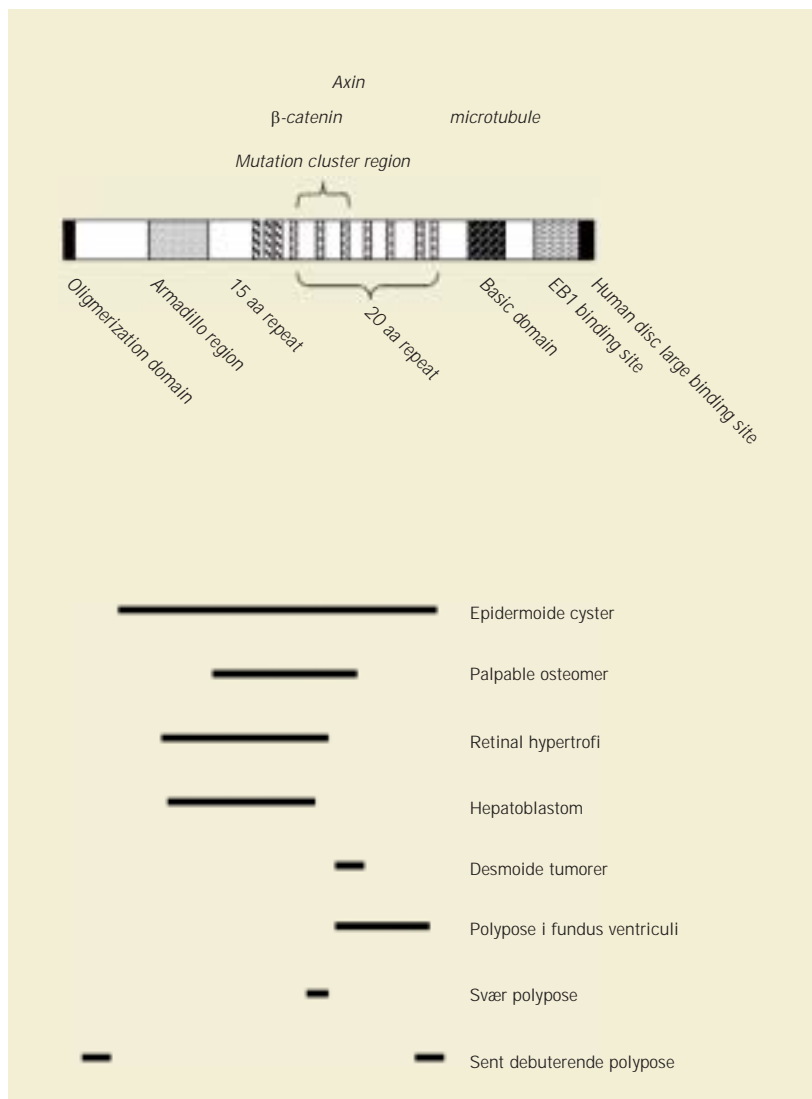 Axin
β-catenin microtubule
Mutation cluster region
Oligmerization domain
Armadillo region
15 aa repeat
20 aa repeat
Basic domain
EB1 binding site
Human disc large binding site
Epidermoide cyster
Palpable osteomer
Retinal hypertrofi
Hepatoblastom
Desmoide tumorer
Polypose i fundus ventriculi
Svær polypose
Sent debuterende polypose